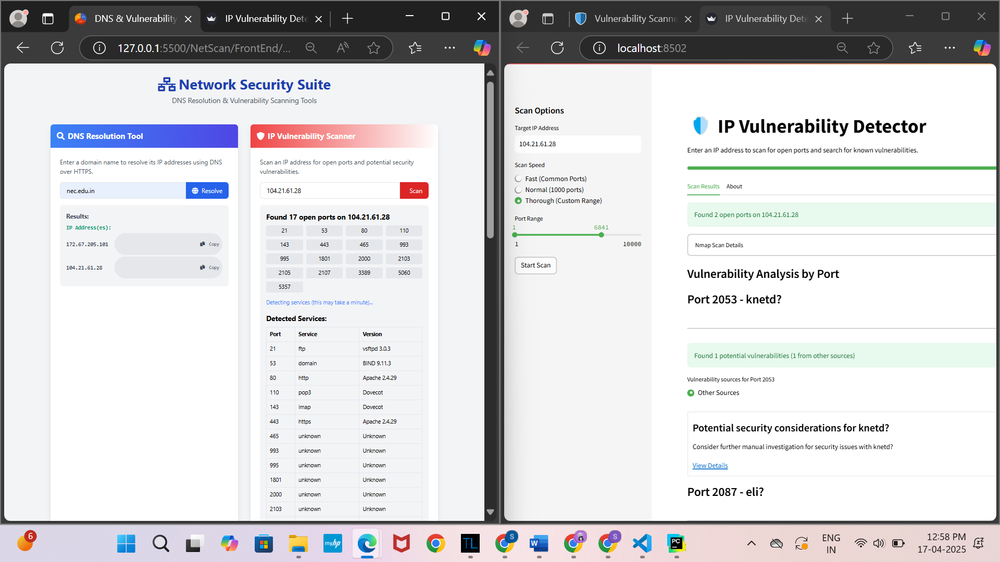 DNS & Vulnerability
IP Vulnerability Dete
127.0.0.1:5500/NetScan/FrontEnd/...
Network Security Suite
DNS Resolution & Vulnerability Scanning Tools
DNS Resolution Tool
Enter a domain name to resolve its IP addresses using DNS
over HTTPS.
nec.edu.in
Resolve
Results:
IP Address(es):
172.67.205.101
Copy
104.21.61.28
Copy
IP Vulnerability Scanner
Scan an IP address for open ports and potential security
vulnerabilities.
104.21.61.28
Scan
Found 17 open ports on 104.21.61.28
21 53 80 110
143 443 465 993
995 1801 2000 2103
2105 2107 3389 5060
5357
Detecting services (this may take a minute)...
Detected Services:
Port Service Version
21 ftp vsftpd 3.0.3
53 domain BIND 9.11.3
80 http Apache 2.4.29
110 pop3 Dovecot
143 imap Dovecot
443 https Apache 2.4.29
465 unknown Unknown
993 unknown Unknown
995 unknown Unknown
1801 unknown Unknown
2000 unknown Unknown
2103 unknown Unknown
Vulnerability Scanne
IP Vulnerability Dete
localhost:8502
Scan Options
Target IP Address
104.21.61.28
Scan Speed
Fast (Common Ports)
Normal (1000 ports)
Thorough (Custom Range)
Port Range
1 6841
1 10000
Start Scan
IP Vulnerability Detector
Enter an IP address to scan for open ports and search for known vulnerabilities.
Scan Results About
Found 2 open ports on 104.21.61.28
Nmap Scan Details
Vulnerability Analysis by Port
Port 2053 - knetd?
Found 1 potential vulnerabilities (1 from other sources)
Vulnerability sources for Port 2053
Other Sources
Potential security considerations for knetd?
Consider further manual investigation for security issues with knetd?
View Details
Port 2087 - eli?
6
myhp
TL
S
W
S
PC
ENG
IN
12:58 PM
17-04-2025